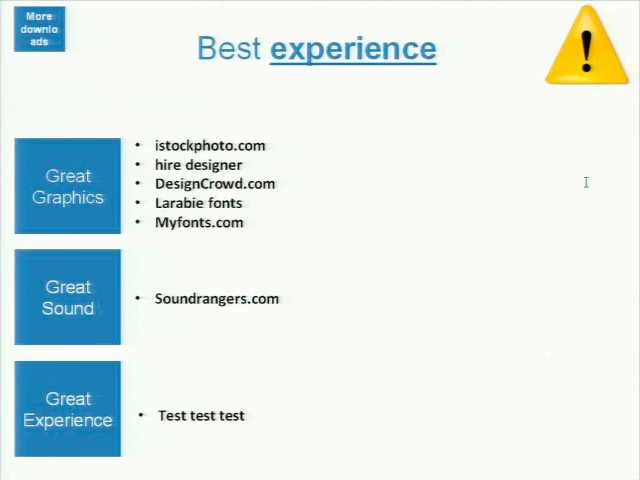 More
downlo
ads
Best experience
Great
Graphics
• istockphoto.com
• hire designer
• DesignCrowd.com
• Larabie fonts
• Myfonts.com
Great
Sound
• Soundrangers.com
Great
Experience
• Test test test